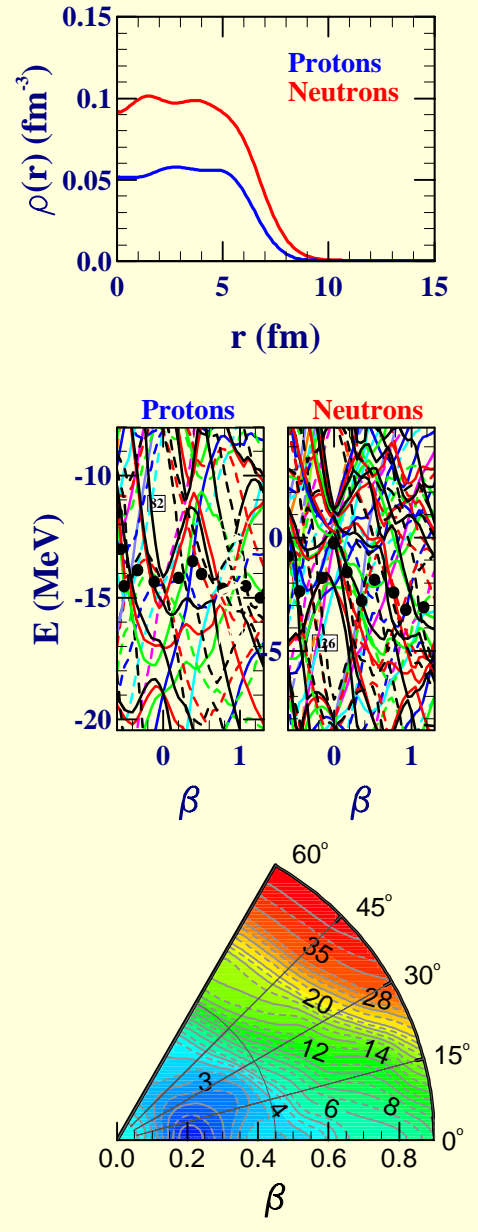 0.15
0.1
0.05
0.0
ρ(r) (fm-3)
Protons
Neutrons
0 5 10 15
r (fm)
Protons Neutrons
-10
-15
-20
E (MeV)
82
0
-5
126
0 1 0 1
β β
60°
45°
30°
15°
0°
35
28
20
14
12
3
4
6
8
0.0 0.2 0.4 0.6 0.8
β